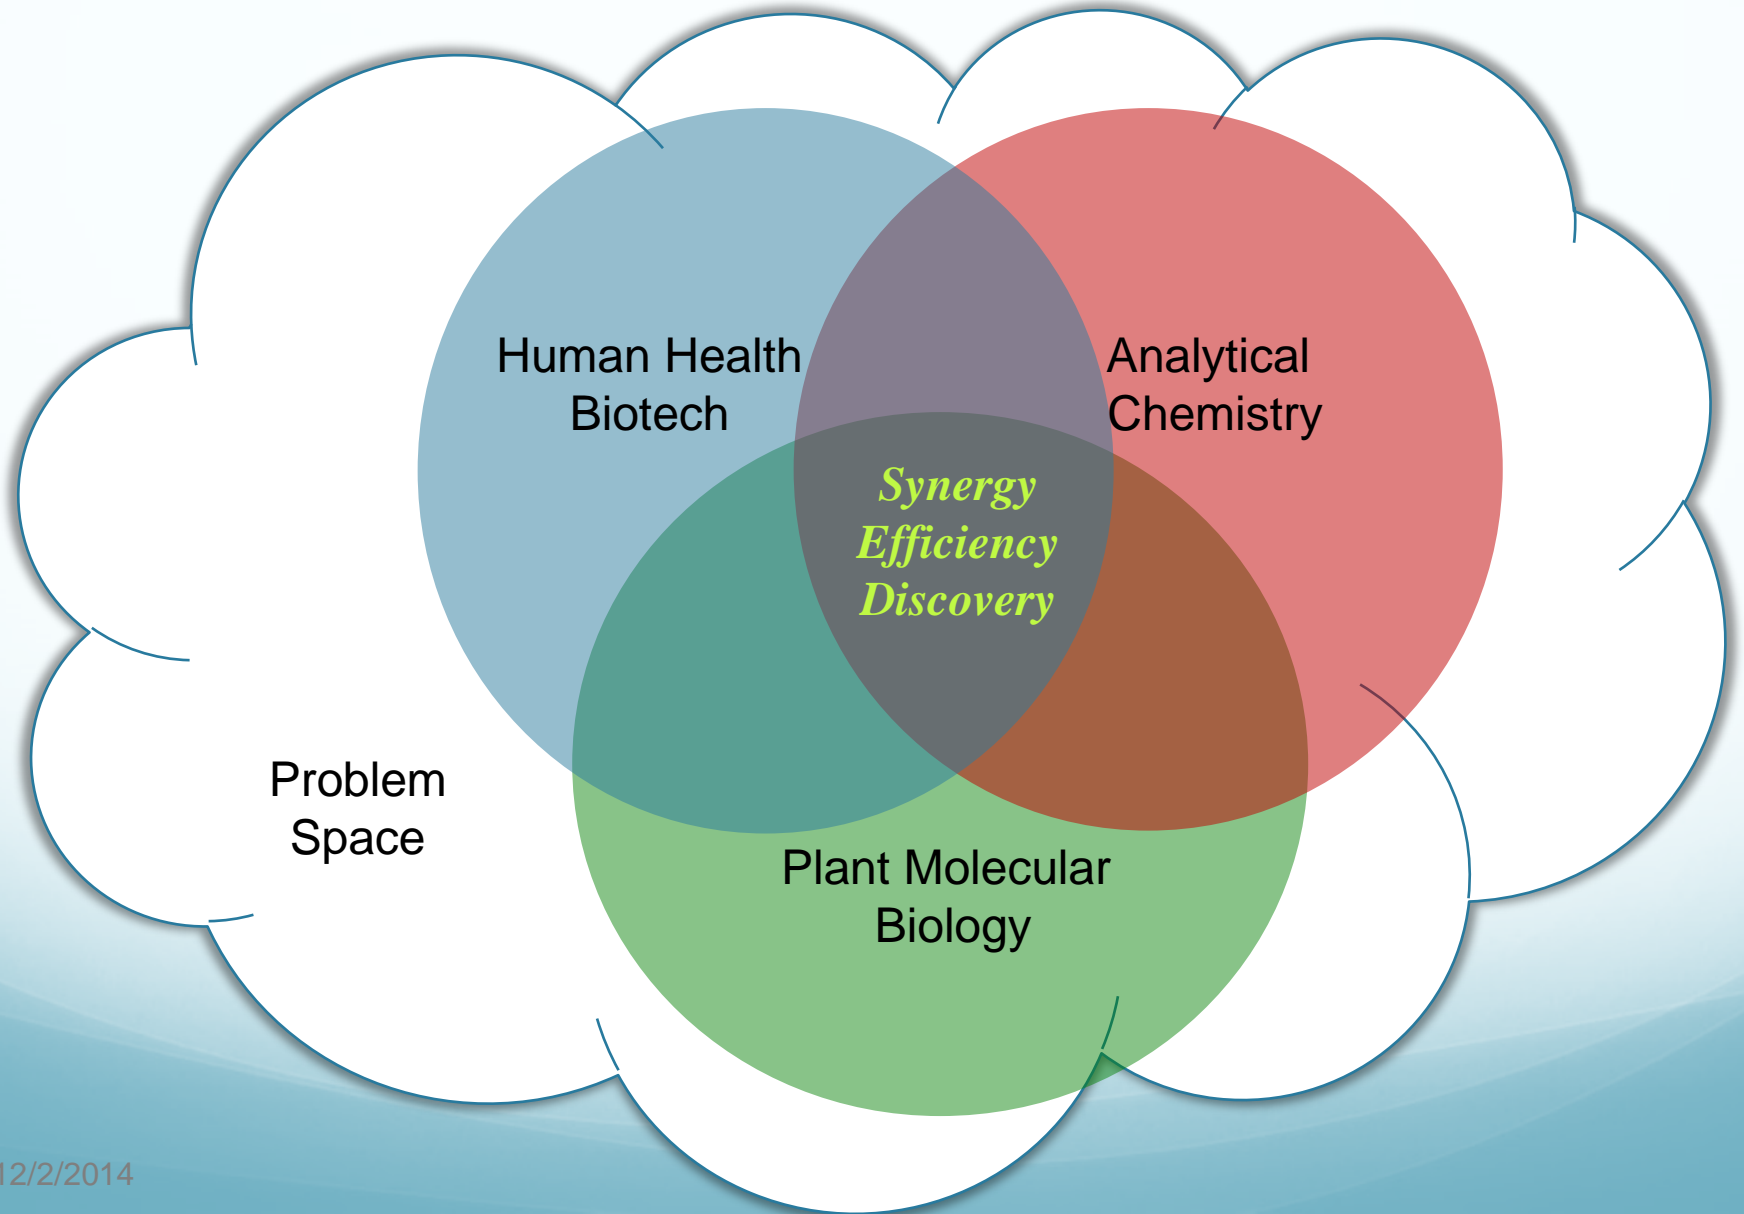 Human Health
Biotech
Analytical
Chemistry
Synergy
Efficiency
Discovery
Problem
Space
Plant Molecular
Biology
12/2/2014